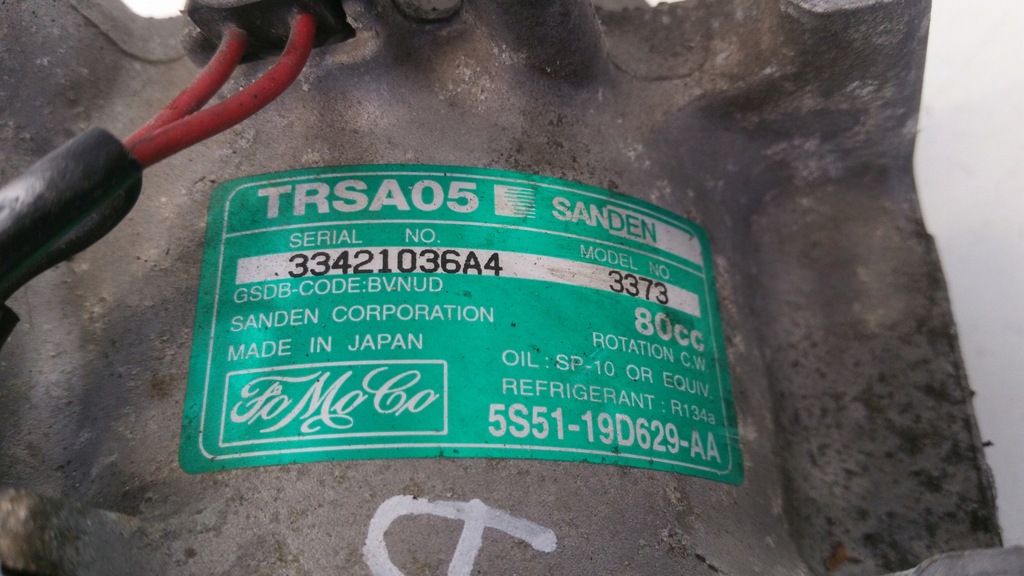 TRSA05 SANDEN
SERIAL NO. MODEL NO.
33421036A4 3373
GSDB-CODE:BVNUD
80cc
SANDEN CORPORATION
ROTATION C.W
MADE IN JAPAN
OIL : SP-10 OR EQUIV.
REFRIGERANT : R134a
FoMoCo
5S51-19D629-AA